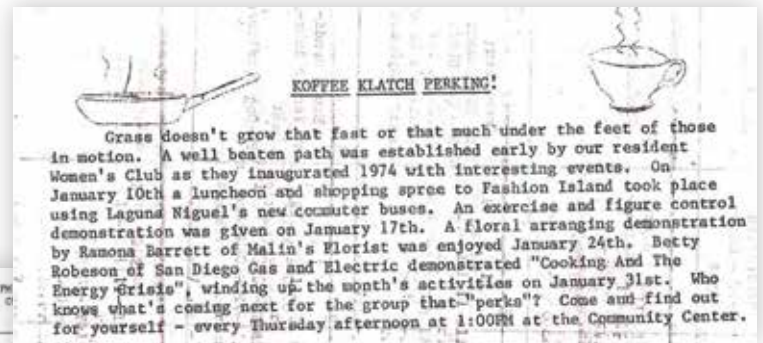 KOFFEE KLATCH PERKING!
Grass doesn't grow that fast or that much under the feet of those
in motion. A well beaten path was established early by our resident
Women's Club as they inaugurated 1974 with interesting events. On
January 10th a luncheon and shopping spree to Fashion Island took place
using Laguna Niguel's new commuter buses. An exercise and figure control
demonstration was given on January 17th. A floral arranging demonstration
by Ramona Barrett of Malin's Florist was enjoyed January 24th. Betty
Robeson of San Diego Gas and Electric demonstrated "Cooking And The
Energy Crisis", winding up the month's activities on January 31st. Who
knows what's coming next for the group that "perks"? Come and find out
for yourself - every Thursday afternoon at 1:00PM at the Community Center.